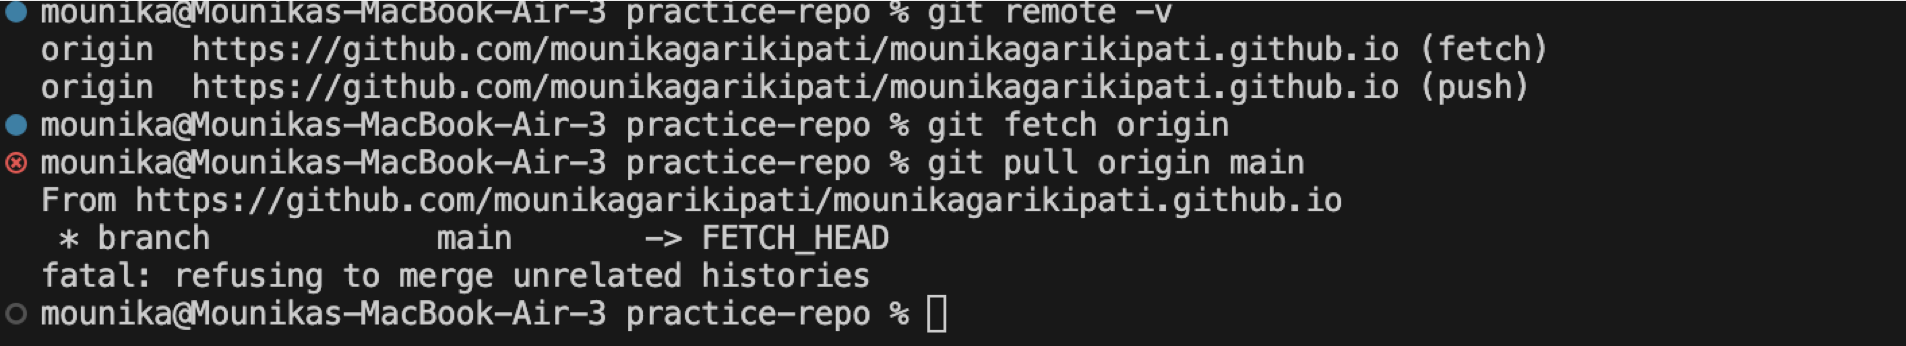 mounika@Mounikas-MacBook-Air-3 practice-repo % git remote -v
origin  https://github.com/mounikagarikipati/mounikagarikipati.github.io (fetch)
origin  https://github.com/mounikagarikipati/mounikagarikipati.github.io (push)
mounika@Mounikas-MacBook-Air-3 practice-repo % git fetch origin
mounika@Mounikas-MacBook-Air-3 practice-repo % git pull origin main
From https://github.com/mounikagarikipati/mounikagarikipati.github.io
 * branch            main       -> FETCH_HEAD
fatal: refusing to merge unrelated histories
mounika@Mounikas-MacBook-Air-3 practice-repo %